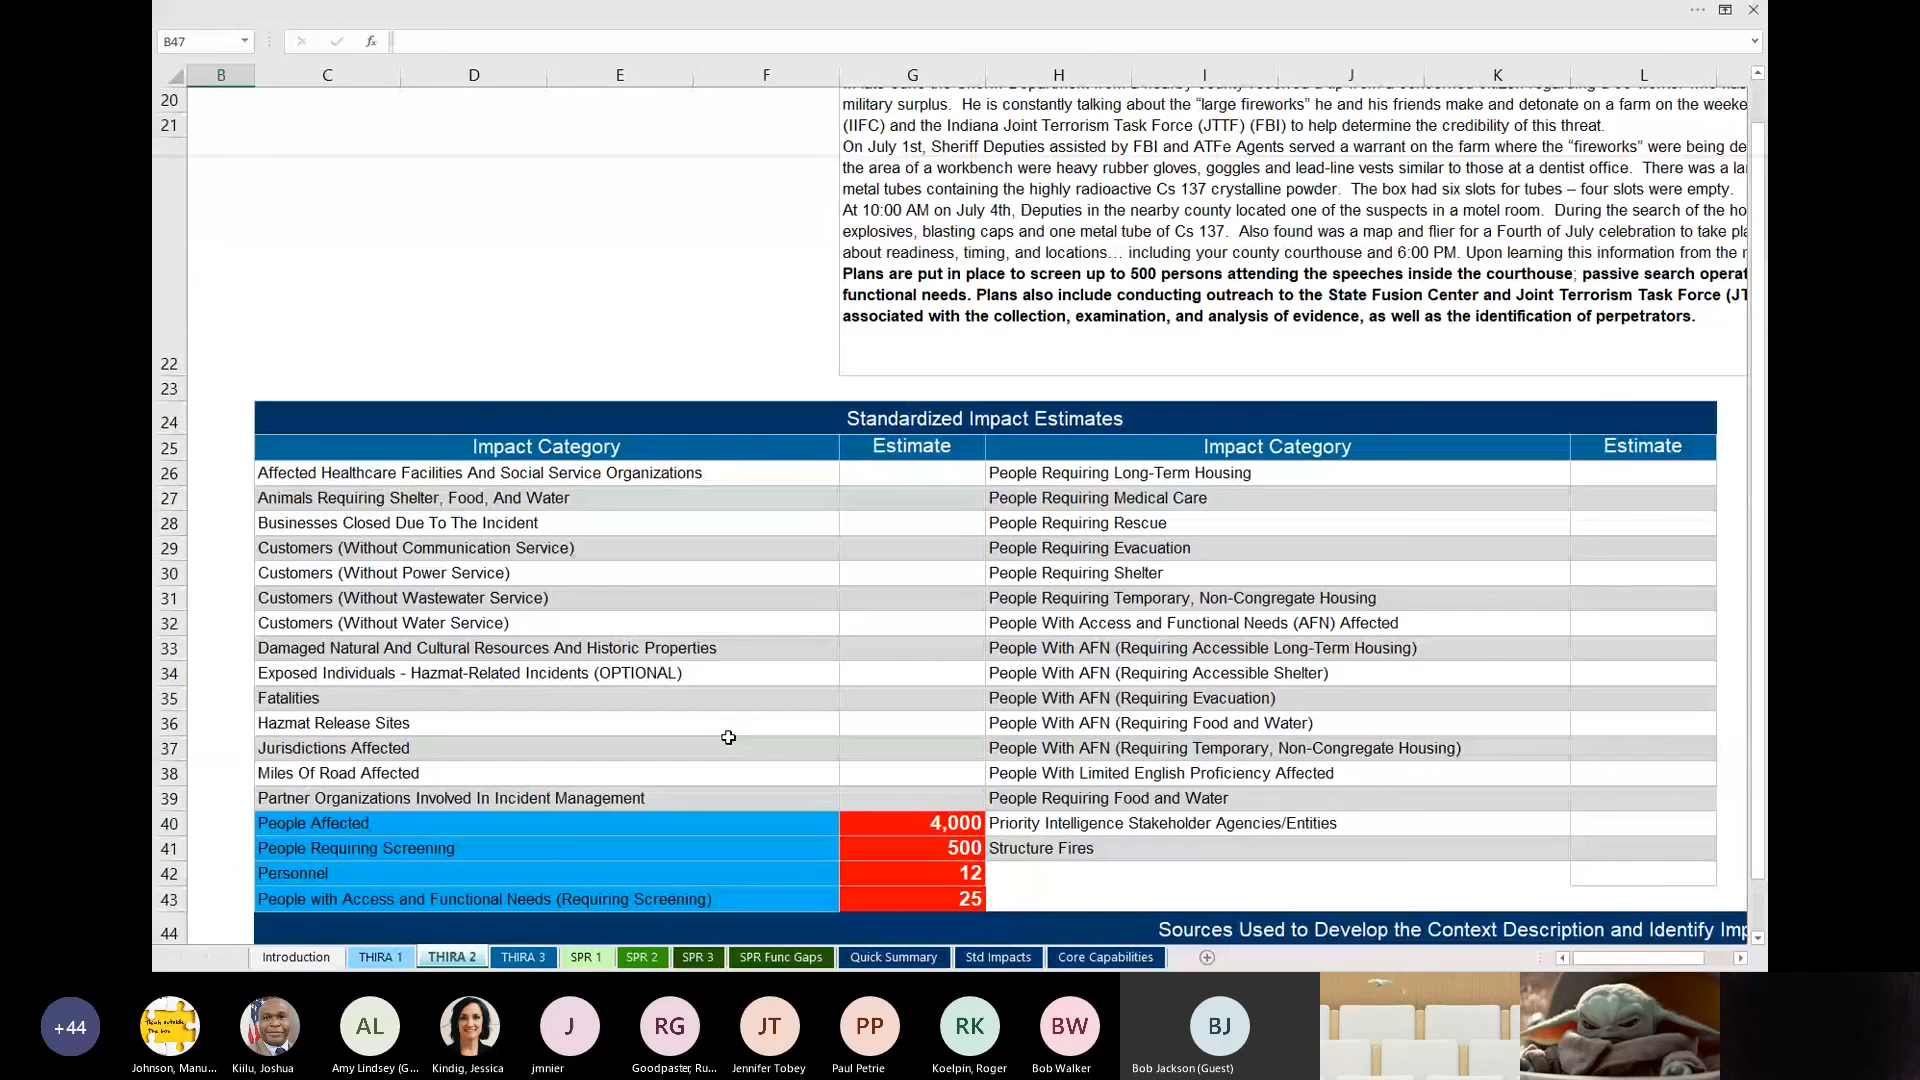 B47
fx
B C D E F G H I J K L
20
military surplus. He is constantly talking about the “large fireworks” he and his friends make and detonate on a farm on the weeke
21 (IIFC) and the Indiana Joint Terrorism Task Force (JTTF) (FBI) to help determine the credibility of this threat.
On July 1st, Sheriff Deputies assisted by FBI and ATFe Agents served a warrant on the farm where the “fireworks” were being de
the area of a workbench were heavy rubber gloves, goggles and lead-line vests similar to those at a dentist office. There was a la
metal tubes containing the highly radioactive Cs 137 crystalline powder. The box had six slots for tubes – four slots were empty.
At 10:00 AM on July 4th, Deputies in the nearby county located one of the suspects in a motel room. During the search of the ho
explosives, blasting caps and one metal tube of Cs 137. Also found was a map and flier for a Fourth of July celebration to take pla
about readiness, timing, and locations… including your county courthouse and 6:00 PM. Upon learning this information from the
Plans are put in place to screen up to 500 persons attending the speeches inside the courthouse; passive search operat
functional needs. Plans also include conducting outreach to the State Fusion Center and Joint Terrorism Task Force (JT
associated with the collection, examination, and analysis of evidence, as well as the identification of perpetrators.
22
23
24 Standardized Impact Estimates
25 Impact Category Estimate Impact Category Estimate
26 Affected Healthcare Facilities And Social Service Organizations People Requiring Long-Term Housing
27 Animals Requiring Shelter, Food, And Water People Requiring Medical Care
28 Businesses Closed Due To The Incident People Requiring Rescue
29 Customers (Without Communication Service) People Requiring Evacuation
30 Customers (Without Power Service) People Requiring Shelter
31 Customers (Without Wastewater Service) People Requiring Temporary, Non-Congregate Housing
32 Customers (Without Water Service) People With Access and Functional Needs (AFN) Affected
33 Damaged Natural And Cultural Resources And Historic Properties People With AFN (Requiring Accessible Long-Term Housing)
34 Exposed Individuals - Hazmat-Related Incidents (OPTIONAL) People With AFN (Requiring Accessible Shelter)
35 Fatalities People With AFN (Requiring Evacuation)
36 Hazmat Release Sites People With AFN (Requiring Food and Water)
37 Jurisdictions Affected People With AFN (Requiring Temporary, Non-Congregate Housing)
38 Miles Of Road Affected People With Limited English Proficiency Affected
39 Partner Organizations Involved In Incident Management People Requiring Food and Water
40 People Affected 4,000 Priority Intelligence Stakeholder Agencies/Entities
41 People Requiring Screening 500 Structure Fires
42 Personnel 12
43 People with Access and Functional Needs (Requiring Screening) 25
44 Sources Used to Develop the Context Description and Identify Imp
Introduction THIRA 1 THIRA 2 THIRA 3 SPR 1 SPR 2 SPR 3 SPR Func Gaps Quick Summary Std Impacts Core Capabilities
+44 AL J RG JT PP RK BW BJ
Johnson, Manu... Kiilu, Joshua Amy Lindsey (G... Kindig, Jessica jmnier Goodpaster, Ru... Jennifer Tobey Paul Petrie Koelpin, Roger Bob Walker Bob Jackson (Guest)